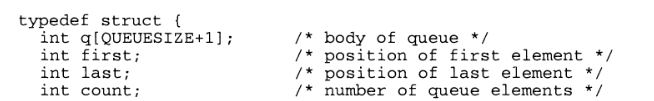 typedef struct {
int q[QUEUESIZE+1]; /* body of queue */
int first; /* position of first element */
int last; /* position of last element */
int count; /* number of queue elements */